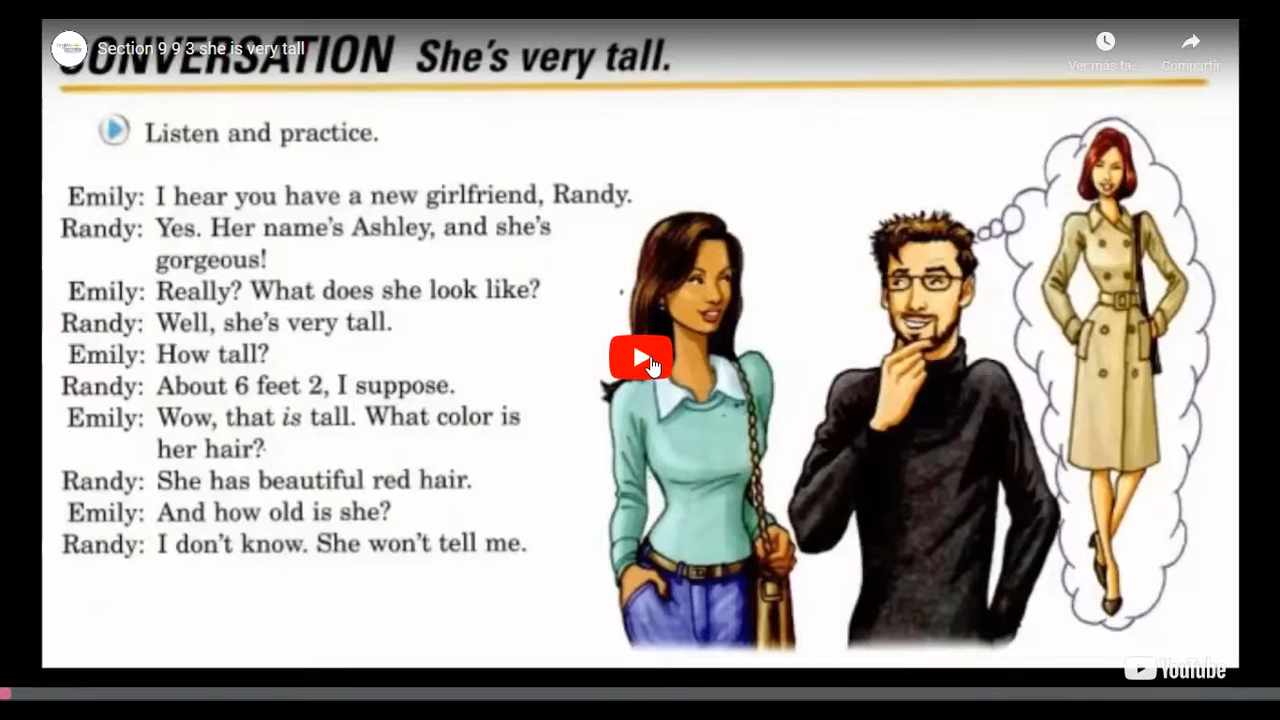 Section 9 9 3 she is very tall
CONVERSATION She's very tall.
Ver más ta...
Compartir
Listen and practice.
Emily: I hear you have a new girlfriend, Randy.
Randy: Yes. Her name's Ashley, and she's
gorgeous!
Emily: Really? What does she look like?
Randy: Well, she's very tall.
Emily: How tall?
Randy: About 6 feet 2, I suppose.
Emily: Wow, that is tall. What color is
her hair?
Randy: She has beautiful red hair.
Emily: And how old is she?
Randy: I don't know. She won't tell me.
YouTube